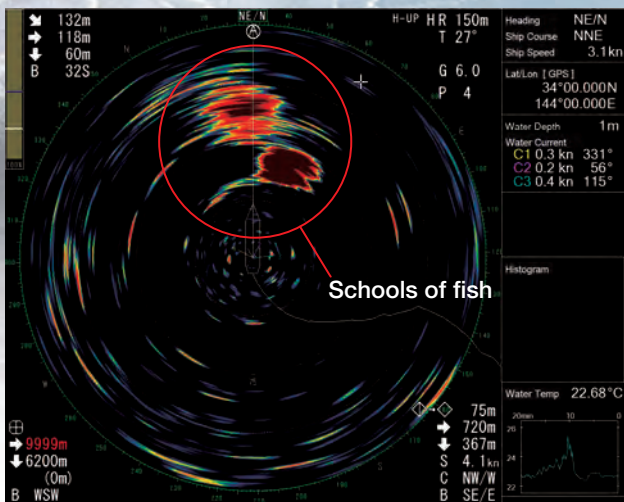 132m
118m
60m
B 32S
100%
NE/N
A
H-UP HR 150m
T 27°
G 6.0
P 4
Heading NE/N
Ship Course NNE
Ship Speed 3.1kn
Lat/Lon [GPS]
34°00.000N
144°00.000E
Water Depth 1m
Water Current
C1 0.3 kn 331°
C2 0.2 kn 56°
C3 0.4 kn 115°
Histogram
Schools of fish
N
E
W
75
Water Temp 22.68°C
20min 10 0
26
24
22
75m
720m
367m
S 4.1kn
C NW/W
B SE/E
9999m
6200m
(0m)
B WSW